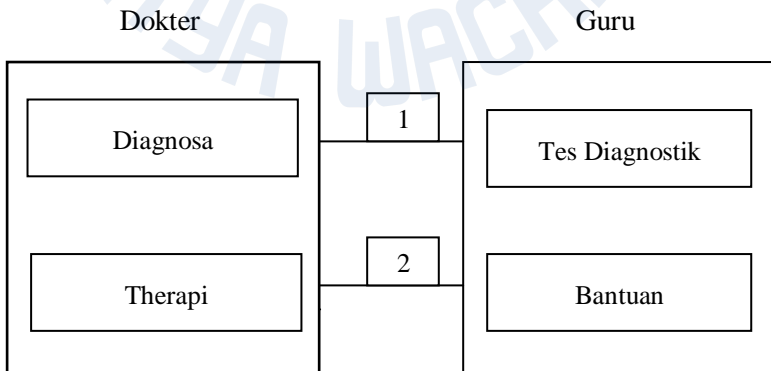 Dokter
Guru
Diagnosa
1
Tes Diagnostik
Therapi
2
Bantuan